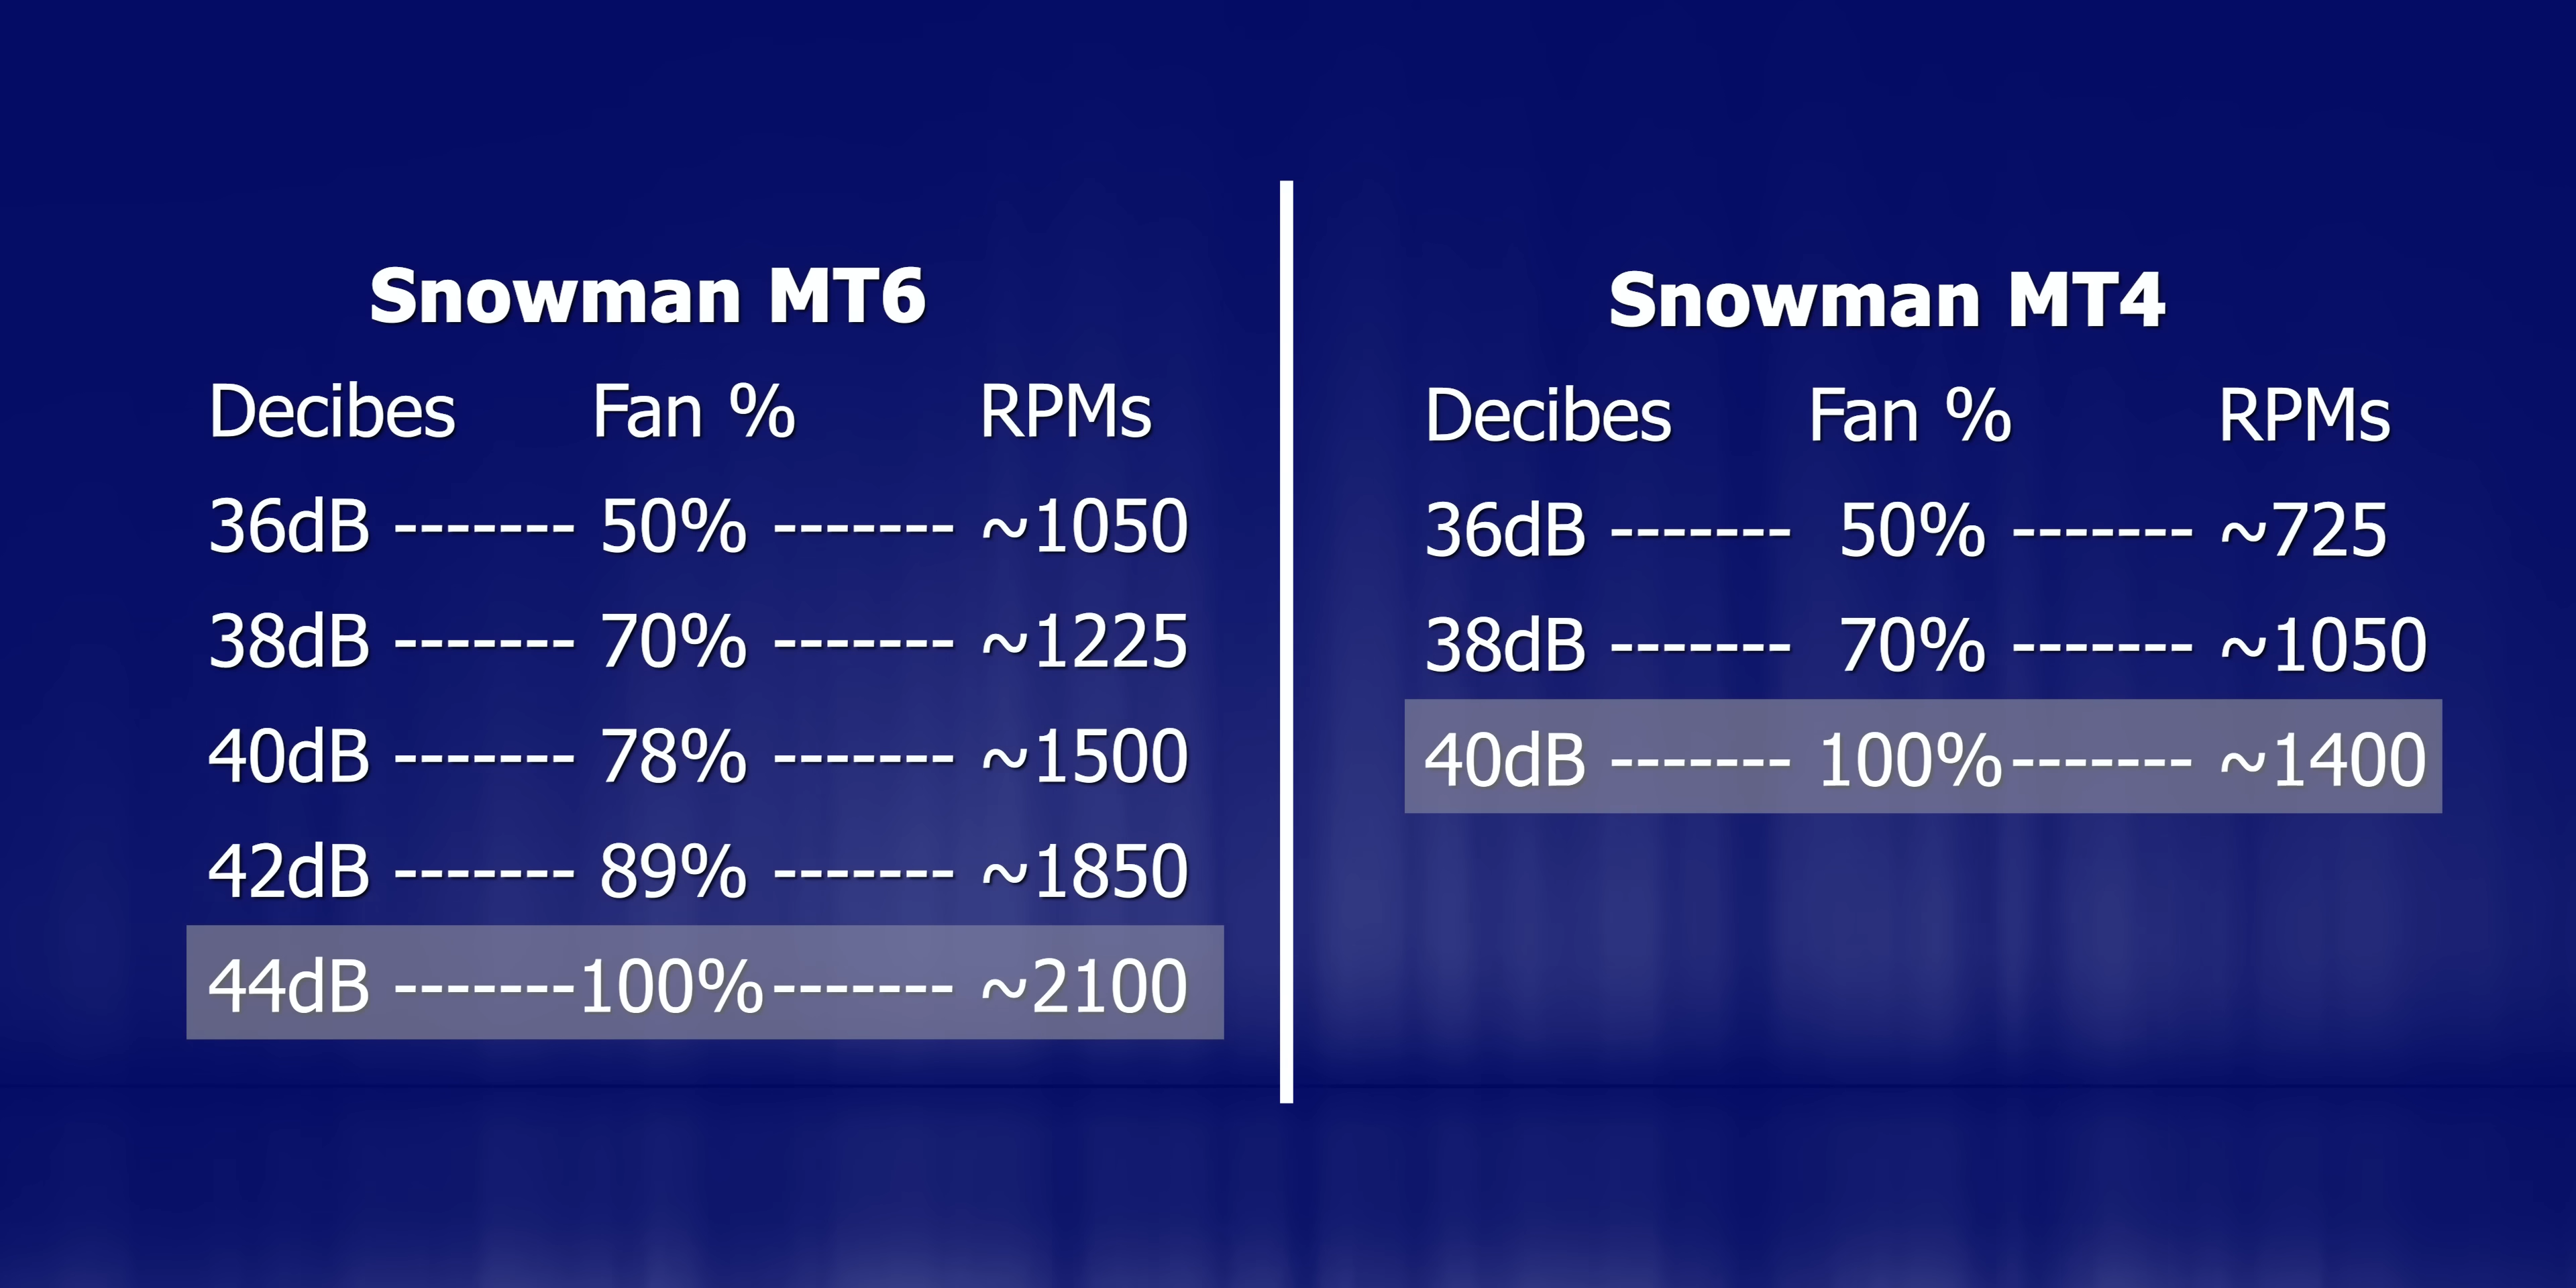 Snowman MT6
Decibes Fan % RPMs
36dB ------- 50% ------- ~1050
38dB ------- 70% ------- ~1225
40dB ------- 78% ------- ~1500
42dB ------- 89% ------- ~1850
44dB -------100%------- ~2100
Snowman MT4
Decibes Fan % RPMs
36dB ------- 50% ------- ~725
38dB ------- 70% ------- ~1050
40dB ------- 100%------- ~1400